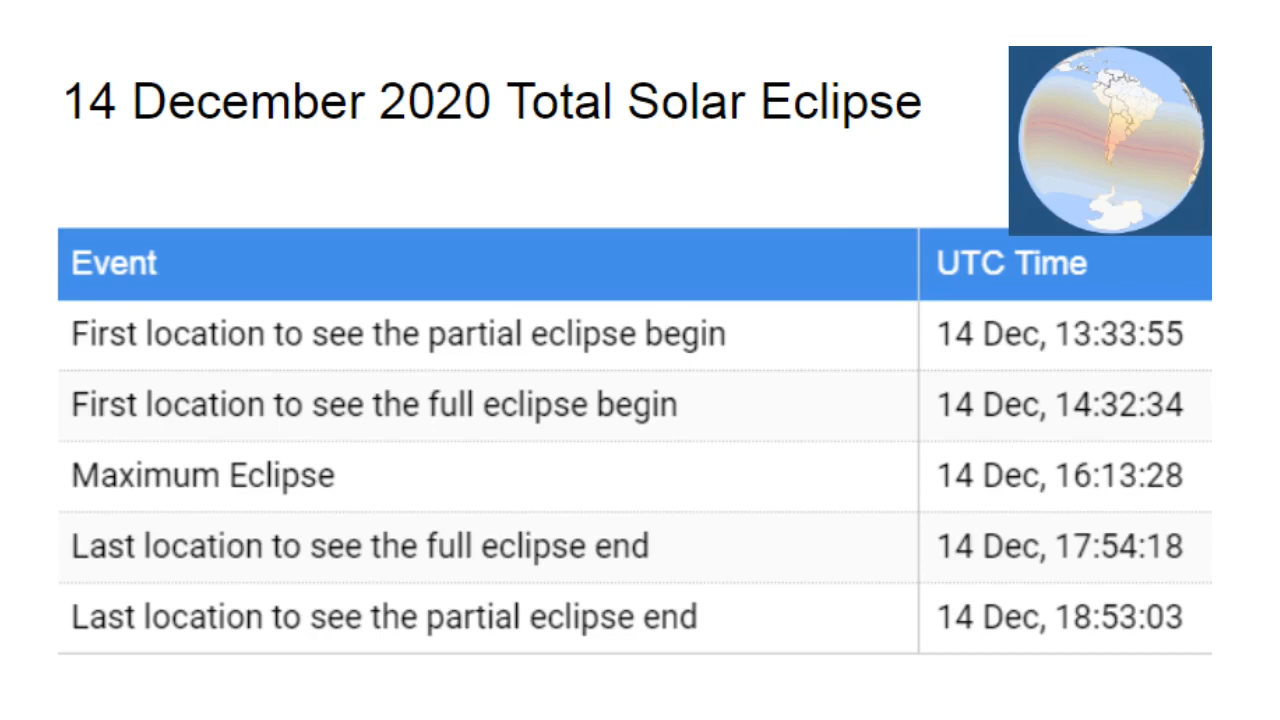 14 December 2020 Total Solar Eclipse
Event UTC Time
First location to see the partial eclipse begin 14 Dec, 13:33:55
First location to see the full eclipse begin 14 Dec, 14:32:34
Maximum Eclipse 14 Dec, 16:13:28
Last location to see the full eclipse end 14 Dec, 17:54:18
Last location to see the partial eclipse end 14 Dec, 18:53:03